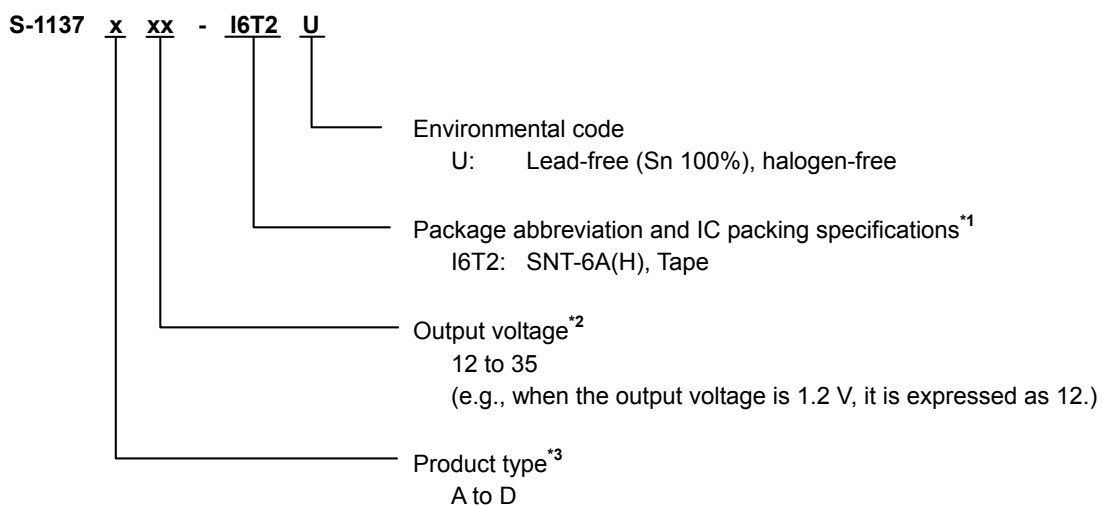 S-1137 x xx - I6T2 U
Environmental code
U: Lead-free (Sn 100%), halogen-free
Package abbreviation and IC packing specifications*1
I6T2: SNT-6A(H), Tape
Output voltage*2
12 to 35
(e.g., when the output voltage is 1.2 V, it is expressed as 12.)
Product type*3
A to D